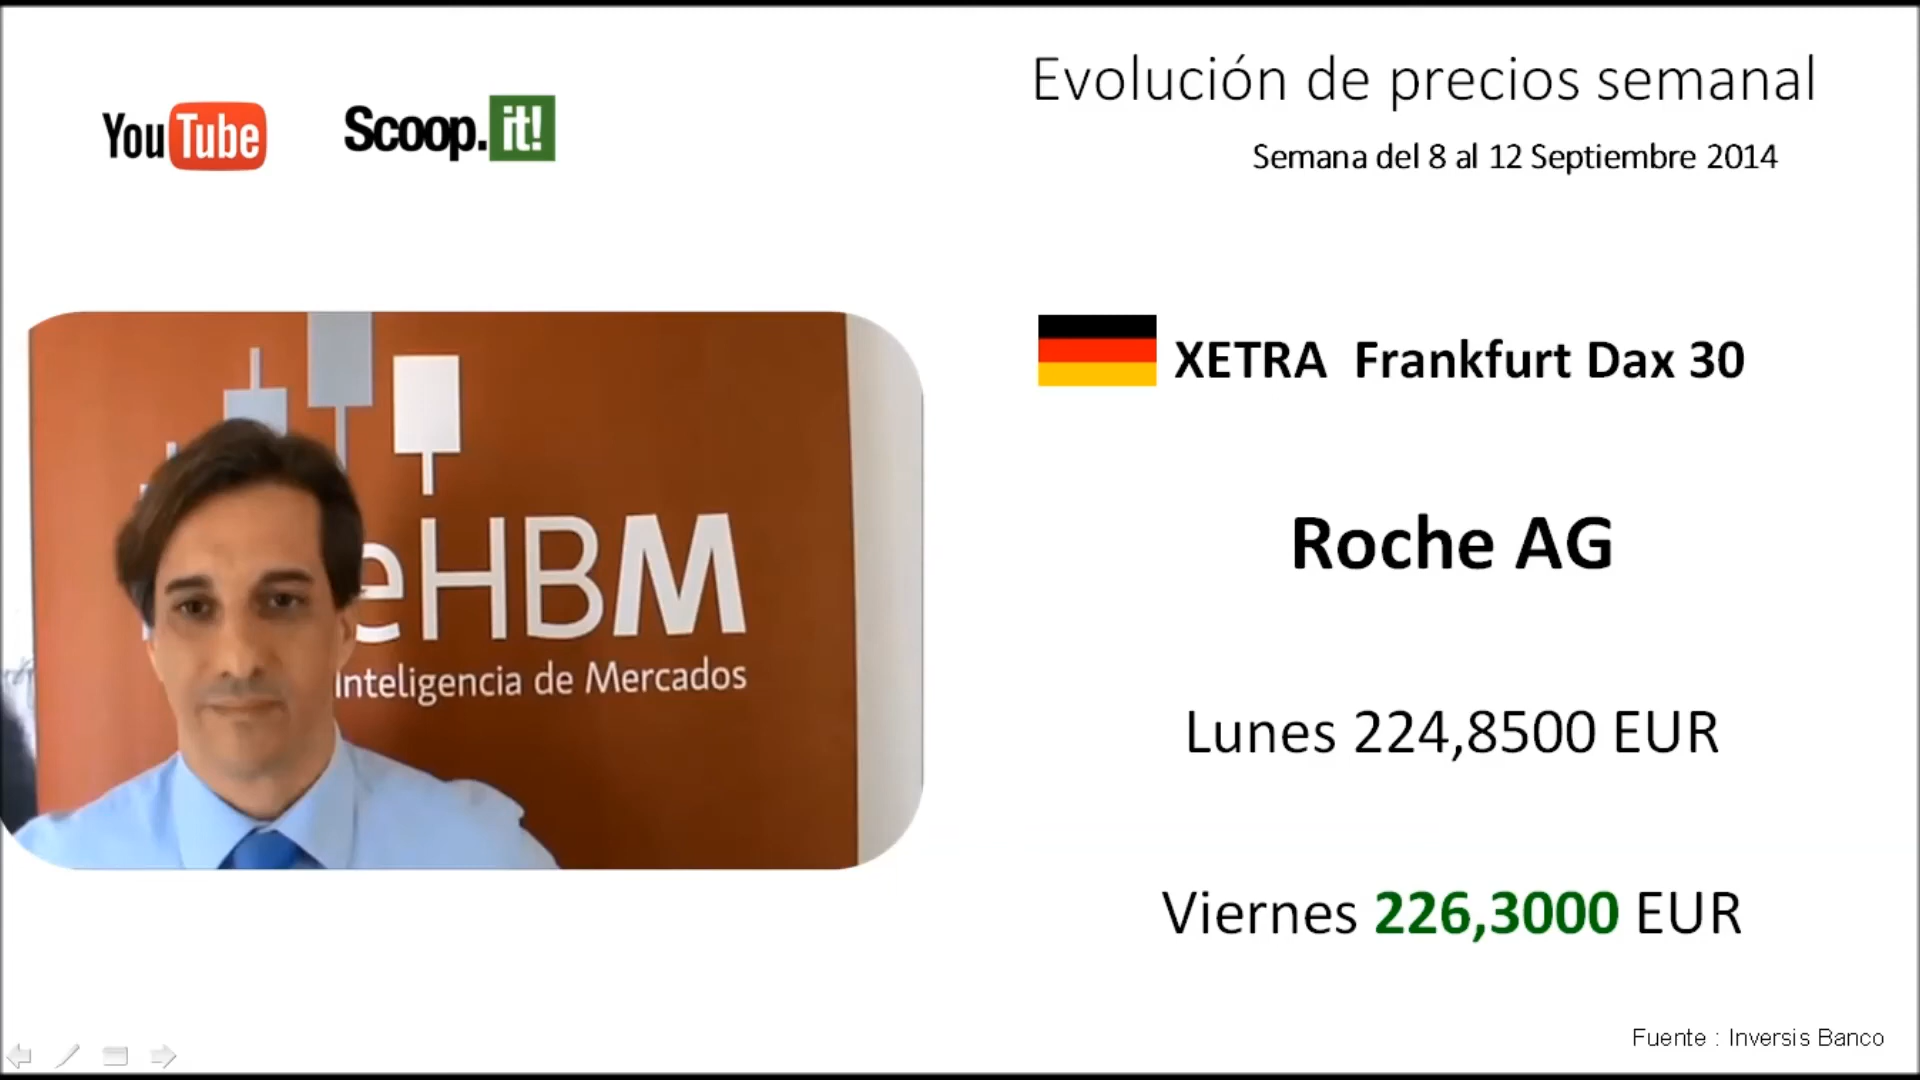 YouTube
Scoop.it!
Evolución de precios semanal
Semana del 8 al 12 Septiembre 2014
eHBM
Inteligencia de Mercados
XETRA Frankfurt Dax 30
Roche AG
Lunes 224,8500 EUR
Viernes 226,3000 EUR
Fuente : Inversis Banco